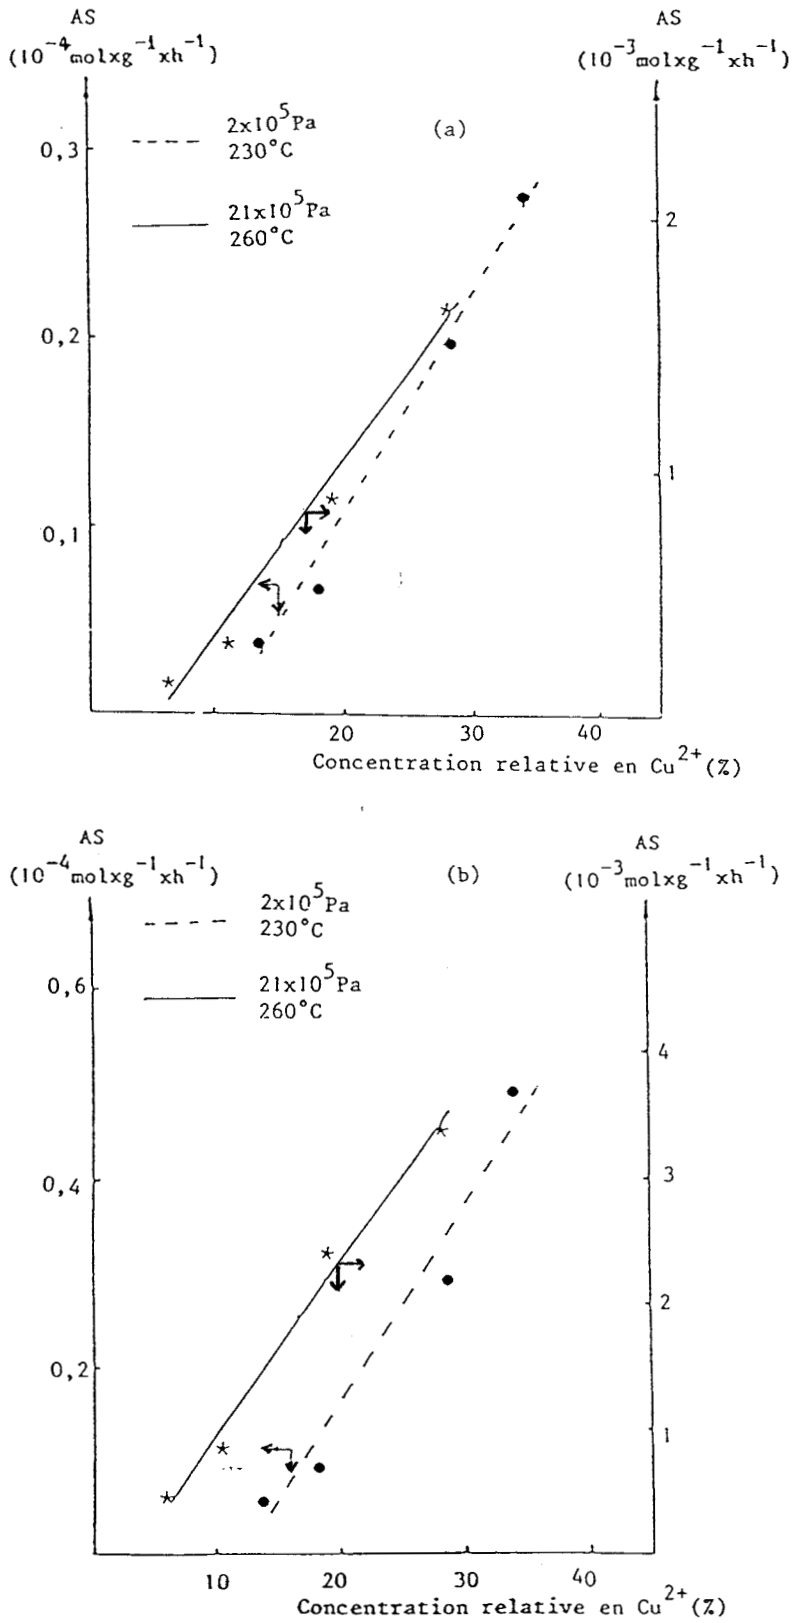 AS
(10⁻⁴molxg⁻¹xh⁻¹)
AS
(10⁻³molxg⁻¹xh⁻¹)
(a)
2x10⁵Pa
230°C
21x10⁵Pa
260°C
0,3
0,2
0,1
2
1
20 30 40
Concentration relative en Cu²⁺(%)
AS
(10⁻⁴molxg⁻¹xh⁻¹)
AS
(10⁻³molxg⁻¹xh⁻¹)
(b)
2x10⁵Pa
230°C
21x10⁵Pa
260°C
0,6
0,4
0,2
4
3
2
1
10 20 30 40
Concentration relative en Cu²⁺(%)